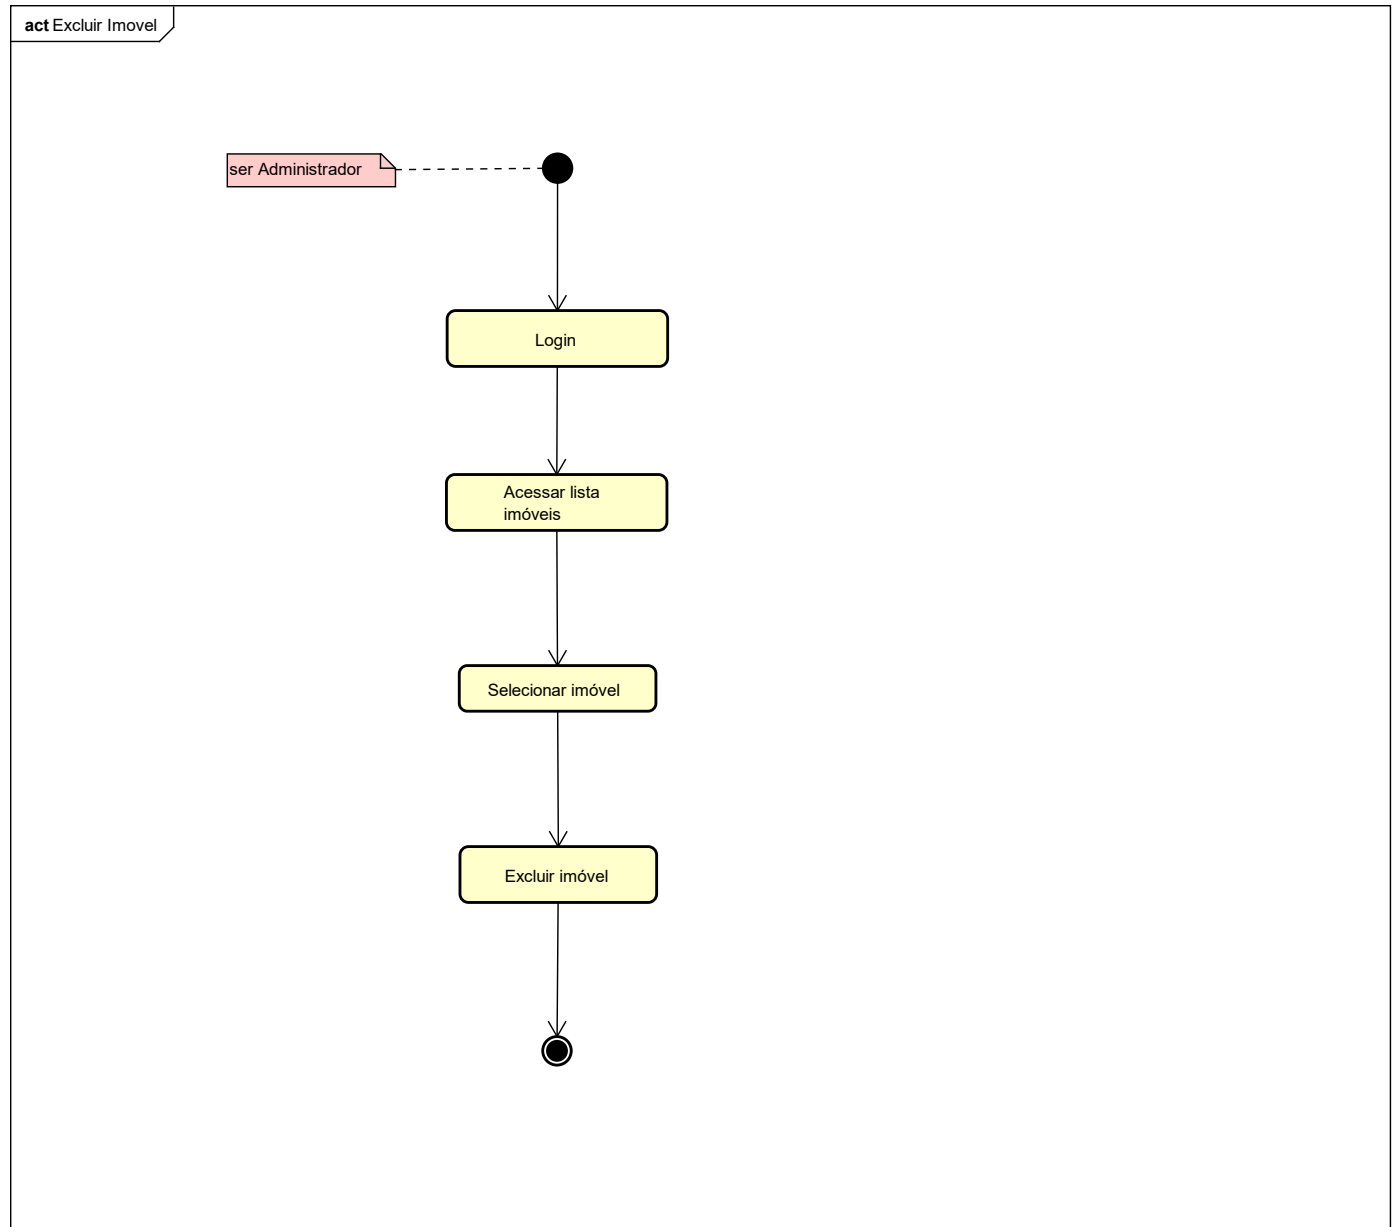 act Excluir Imovel
ser Administrador
Login
Acessar lista
imóveis
Selecionar imóvel
Excluir imóvel